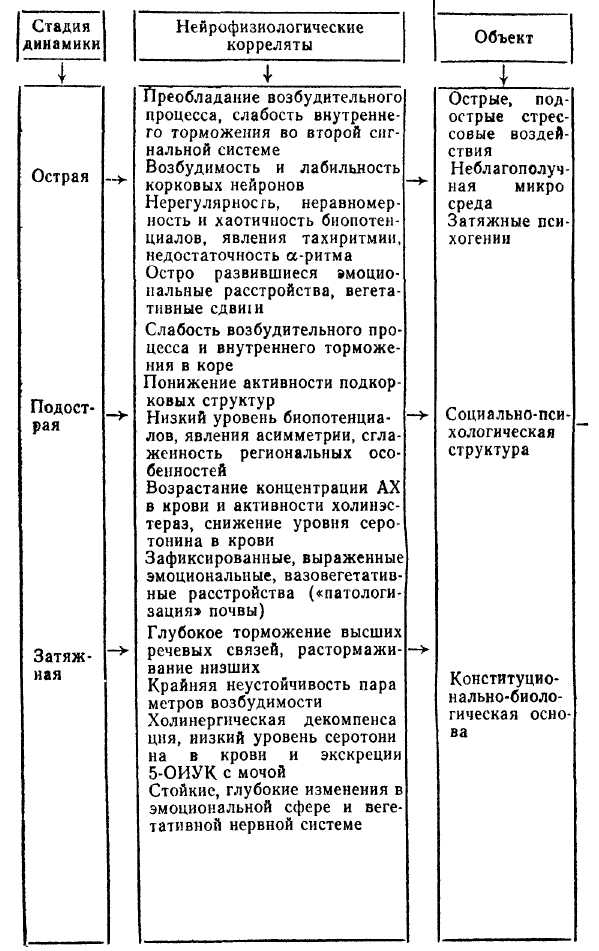 Стадия
динамики
Нейрофизиологические
корреляты
Объект
Острая
Преобладание возбудительного
процесса, слабость внутренне-
го торможения во второй сиг-
нальной системе
Возбудимость и лабильность
корковых нейронов
Нерегулярность, неравномер-
ность и хаотичность биопотен-
циалов, явления тахиритмии,
недостаточность α-ритма
Остро развившиеся эмоцио-
нальные расстройства, вегета-
тивные сдвиги
Острые, под-
острые стрес-
совые воздей-
ствия
Неблагополуч-
ная микро
среда
Затяжные пси-
хогении
Подост-
рая
Слабость возбудительного про-
цесса и внутреннего торможе-
ния в коре
Понижение активности подкор-
ковых структур
Низкий уровень биопотенциа-
лов, явления асимметрии, сгла-
женность региональных осо-
бенностей
Возрастание концентрации АХ
в крови и активности холинэс-
тераз, снижение уровня серо-
тонина в крови
Зафиксированные, выраженные
эмоциональные, вазовегетатив-
ные расстройства («патологи-
зация» почвы)
Социально-пси-
хологическая
структура
Затяж-
ная
Глубокое торможение высших
речевых связей, растормажи-
вание низших
Крайняя неустойчивость пара
метров возбудимости
Холинергическая декомпенса
ция, низкий уровень серотони
на в крови и экскреции
5-ОИУК с мочой
Стойкие, глубокие изменения в
эмоциональной сфере и веге-
тативной нервной системе
Конституцио-
нально-биоло-
гическая осно-
ва